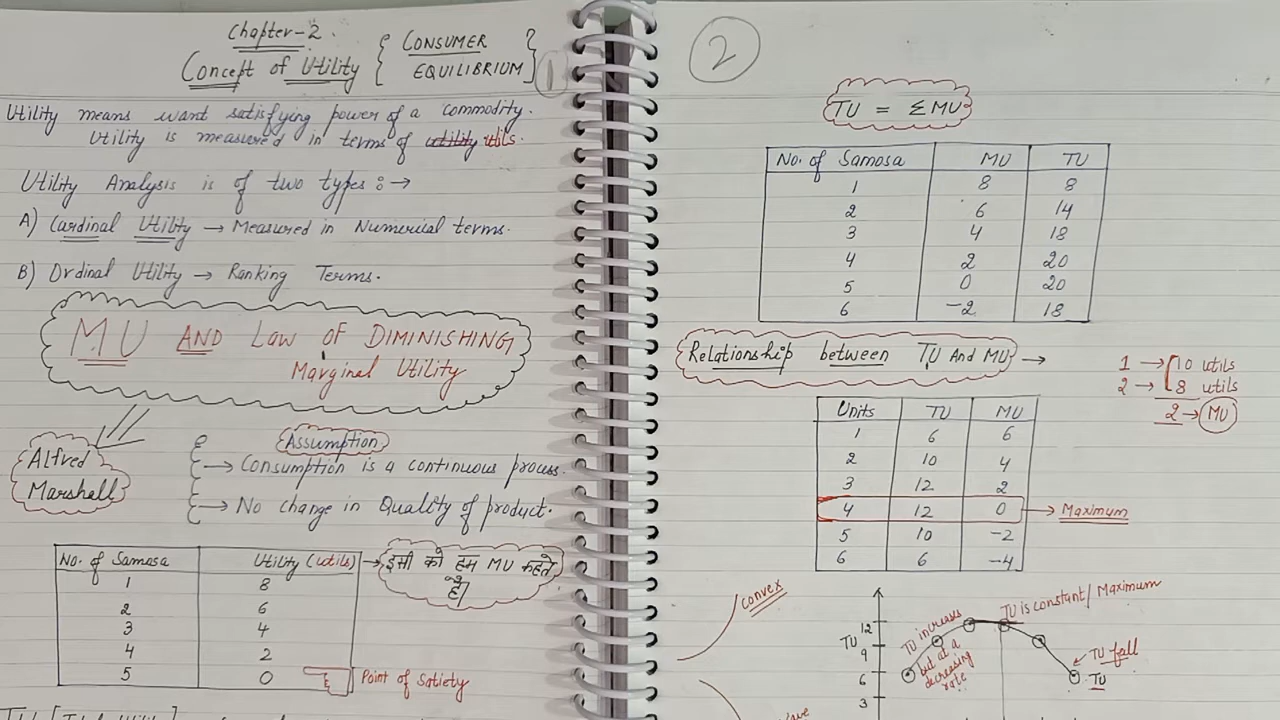 Chapter-2.
Concept of Utility { CONSUMER EQUILIBRIUM } 1
Utility means want satisfying power of a commodity.
Utility is measured in terms of utility utils.
Utility Analysis is of two types :→
A) Cardinal Utilty → Measured in Numerical terms.
B) Ordinal Utility → Ranking Terms.
MU AND Law OF DIMINISHING
Marginal Utility
Alfred
Marshell
Assumption
→ Consumption is a continuous process.
→ No change in Quality of product.
No. of Samosa Utility (utils) → इसी को हम MU कहते है।
1 8
2 6
3 4
4 2
5 0 Point of Satiety
2
TU = ΣMU
No. of Samosa MU TU
1 8 8
2 6 14
3 4 18
4 2 20
5 0 20
6 -2 18
Relationship between TU And MU →
1 → 10 utils
2 → 8 utils
2 → MU
Units TU MU
1 6 6
2 10 4
3 12 2
4 12 0 → Maximum
5 10 -2
6 6 -4
convex
TU is constant / Maximum
TU increases
but at a
decreasing
rate
TU fall
TU
TU
12
9
6
3